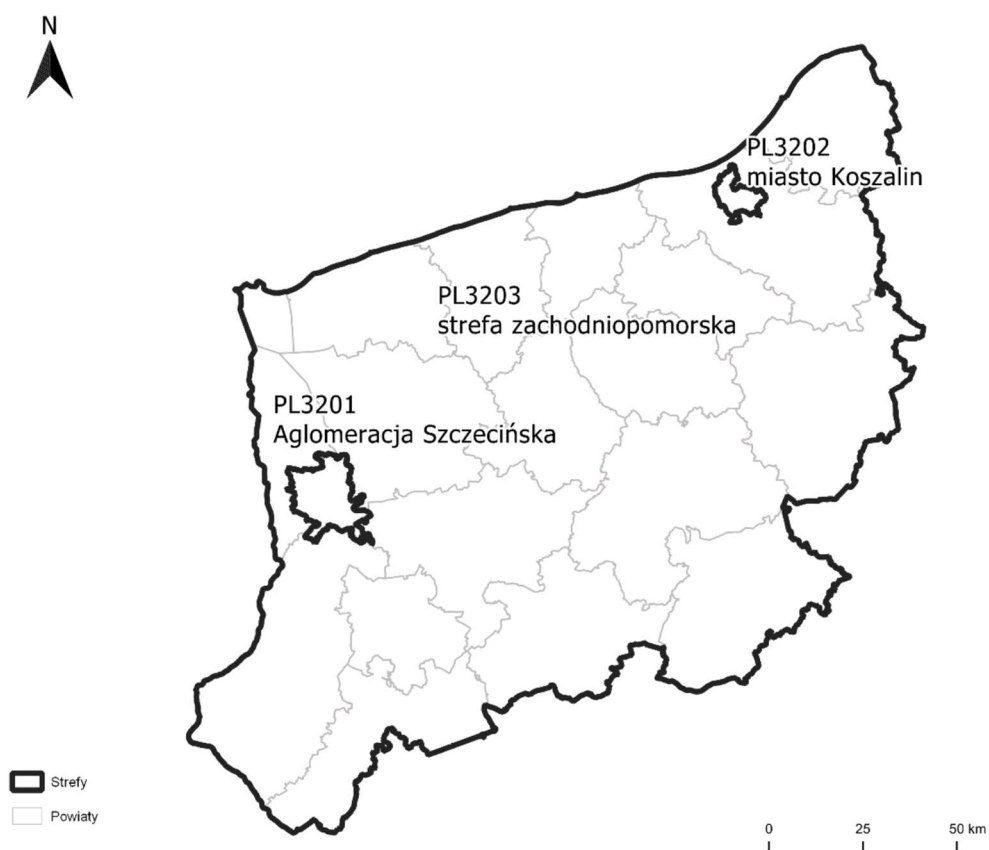 N
PL3202
miasto Koszalin
PL3203
strefa zachodniopomorska
PL3201
Aglomeracja Szczecińska
Strefy
Powiaty
0 25 50 km